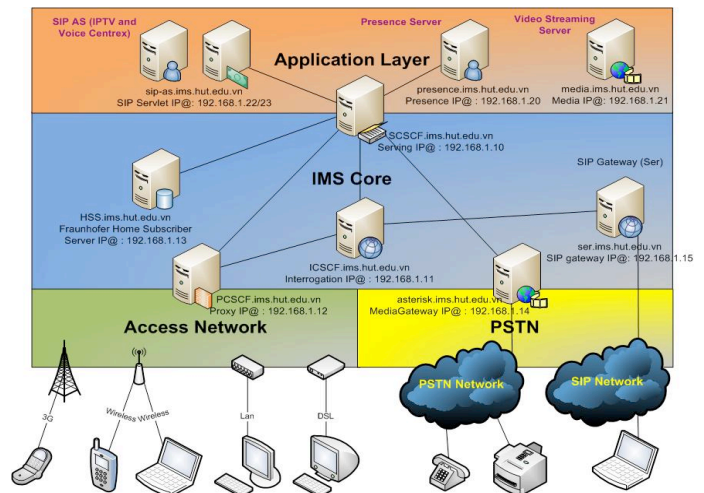 SIP AS (IPTV and
Voice Centrex)
Presence Server
Video Streaming
Server
Application Layer
sip-as.ims.hut.edu.vn
SIP Servlet IP@: 192.168.1.22/23
presence.ims.hut.edu.vn
Presence IP@ : 192.168.1.20
media.ims.hut.edu.vn
Media IP@: 192.168.1.21
SCSCF.ims.hut.edu.vn
Serving IP@ : 192.168.1.10
IMS Core
SIP Gateway (Ser)
HSS.ims.hut.edu.vn
Fraunhofer Home Subscriber
Server IP@ : 192.168.1.13
ICSCF.ims.hut.edu.vn
Interrogation IP@ : 192.168.1.11
ser.ims.hut.edu.vn
SIP gateway IP@: 192.168.1.15
PCSCF.ims.hut.edu.vn
Proxy IP@ : 192.168.1.12
asterisk.ims.hut.edu.vn
MediaGateway IP@ : 192.168.1.14
Access Network
PSTN
PSTN Network
SIP Network
3G
Wireless
Wireless
Lan
DSL